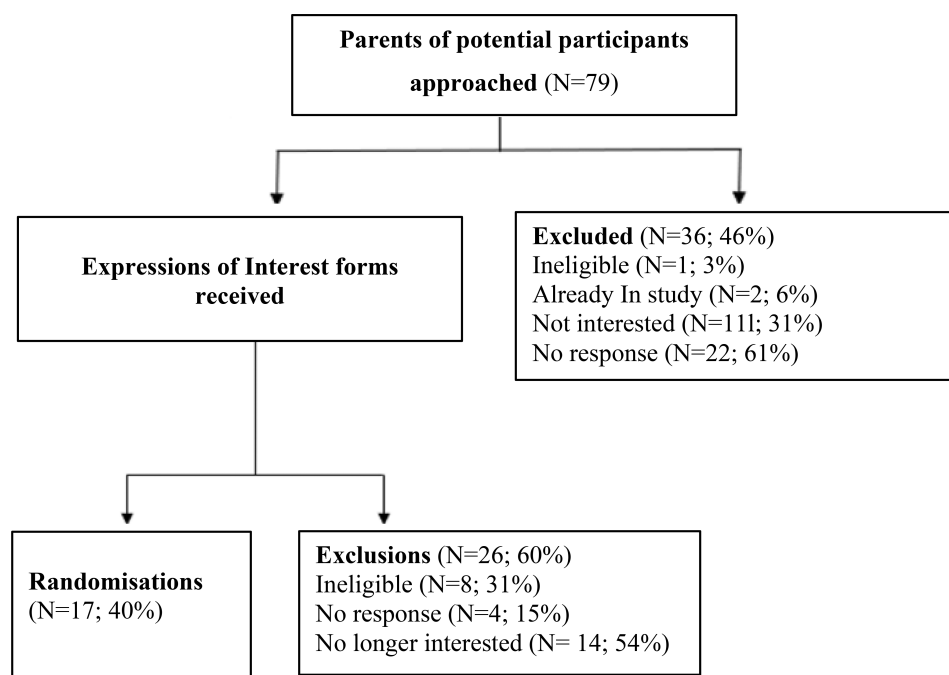 Parents of potential participants
approached (N=79)
Expressions of Interest forms
received
Excluded (N=36; 46%)
Ineligible (N=1; 3%)
Already In study (N=2; 6%)
Not interested (N=11l; 31%)
No response (N=22; 61%)
Randomisations
(N=17; 40%)
Exclusions (N=26; 60%)
Ineligible (N=8; 31%)
No response (N=4; 15%)
No longer interested (N= 14; 54%)